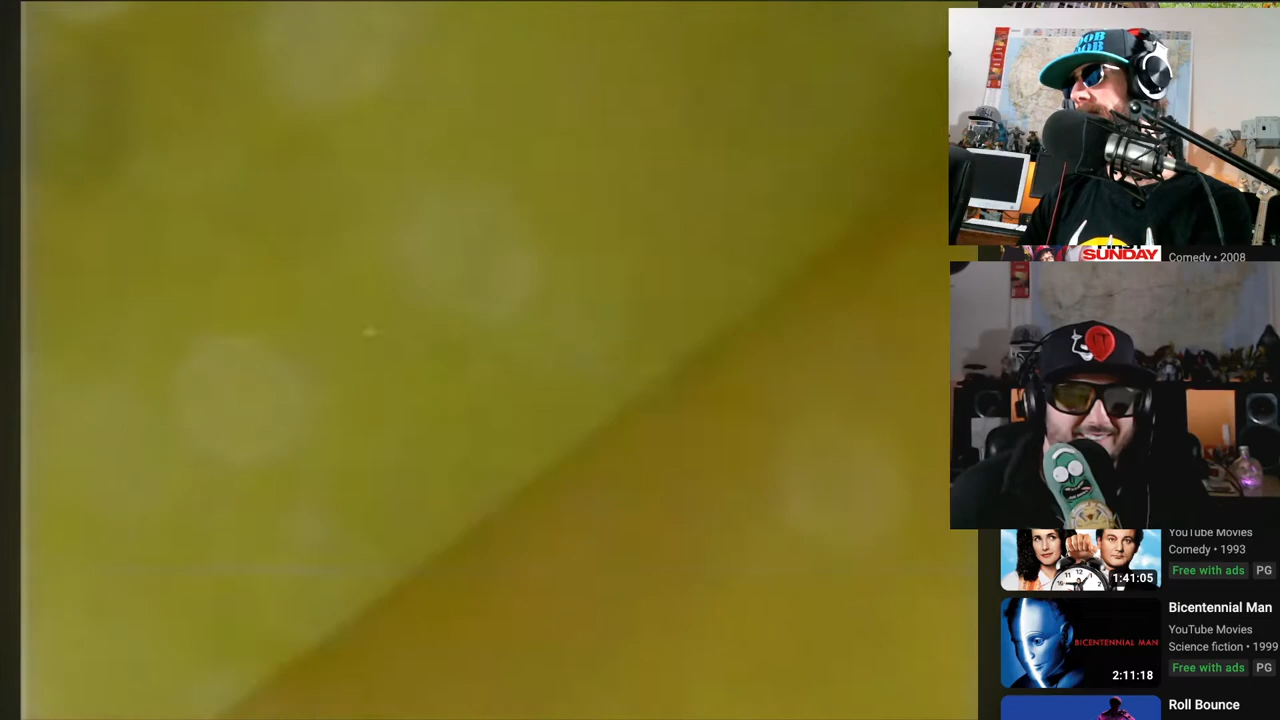 SUNDAY
Comedy • 2008
YouTube Movies
Comedy • 1993
Free with ads
PG
1:41:05
Bicentennial Man
YouTube Movies
Science fiction • 1999
Free with ads
PG
BICENTENNIAL MAN
2:11:18
Roll Bounce